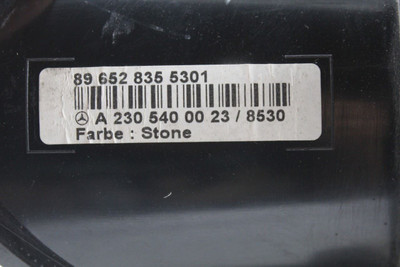 89 652 835 5301
A 230 540 00 23 / 8530
Farbe : Stone